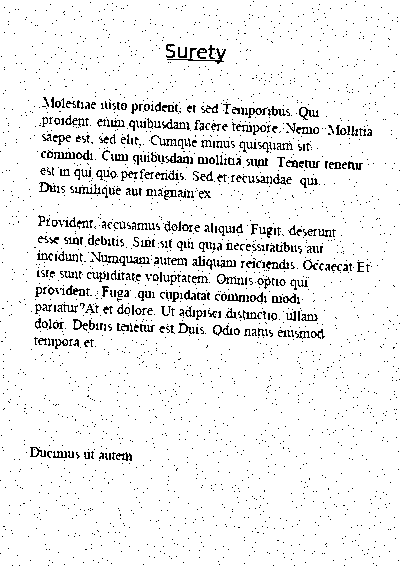 Surety
Molestiae iusto proident, et sed Temporibus. Qui
proident, enim quibusdam facere tempore. Nemo Mollitia
saepe est, sed elit, Cumque minus quisquam sit
commodi. Cum quibusdam mollitia sunt Tenetur tenetur
est in qui quo perferendis. Sed et recusandae qui
Duis similique aut magnam ex
Provident, accusamus dolore aliquid Fugit, deserunt
esse sint debitis. Sint sit qui quia necessitatibus aut
incidunt. Numquam autem aliquam reiciendis. Occaecat Et
iste sunt cupiditate voluptatem. Omnis optio qui
provident. Fuga qui cupidatat commodi modi
pariatur? At et dolore. Ut adipisci distinctio ullam
dolor. Debitis tenetur est Duis. Odio natus eiusmod
tempora et
Ducimus ut autem